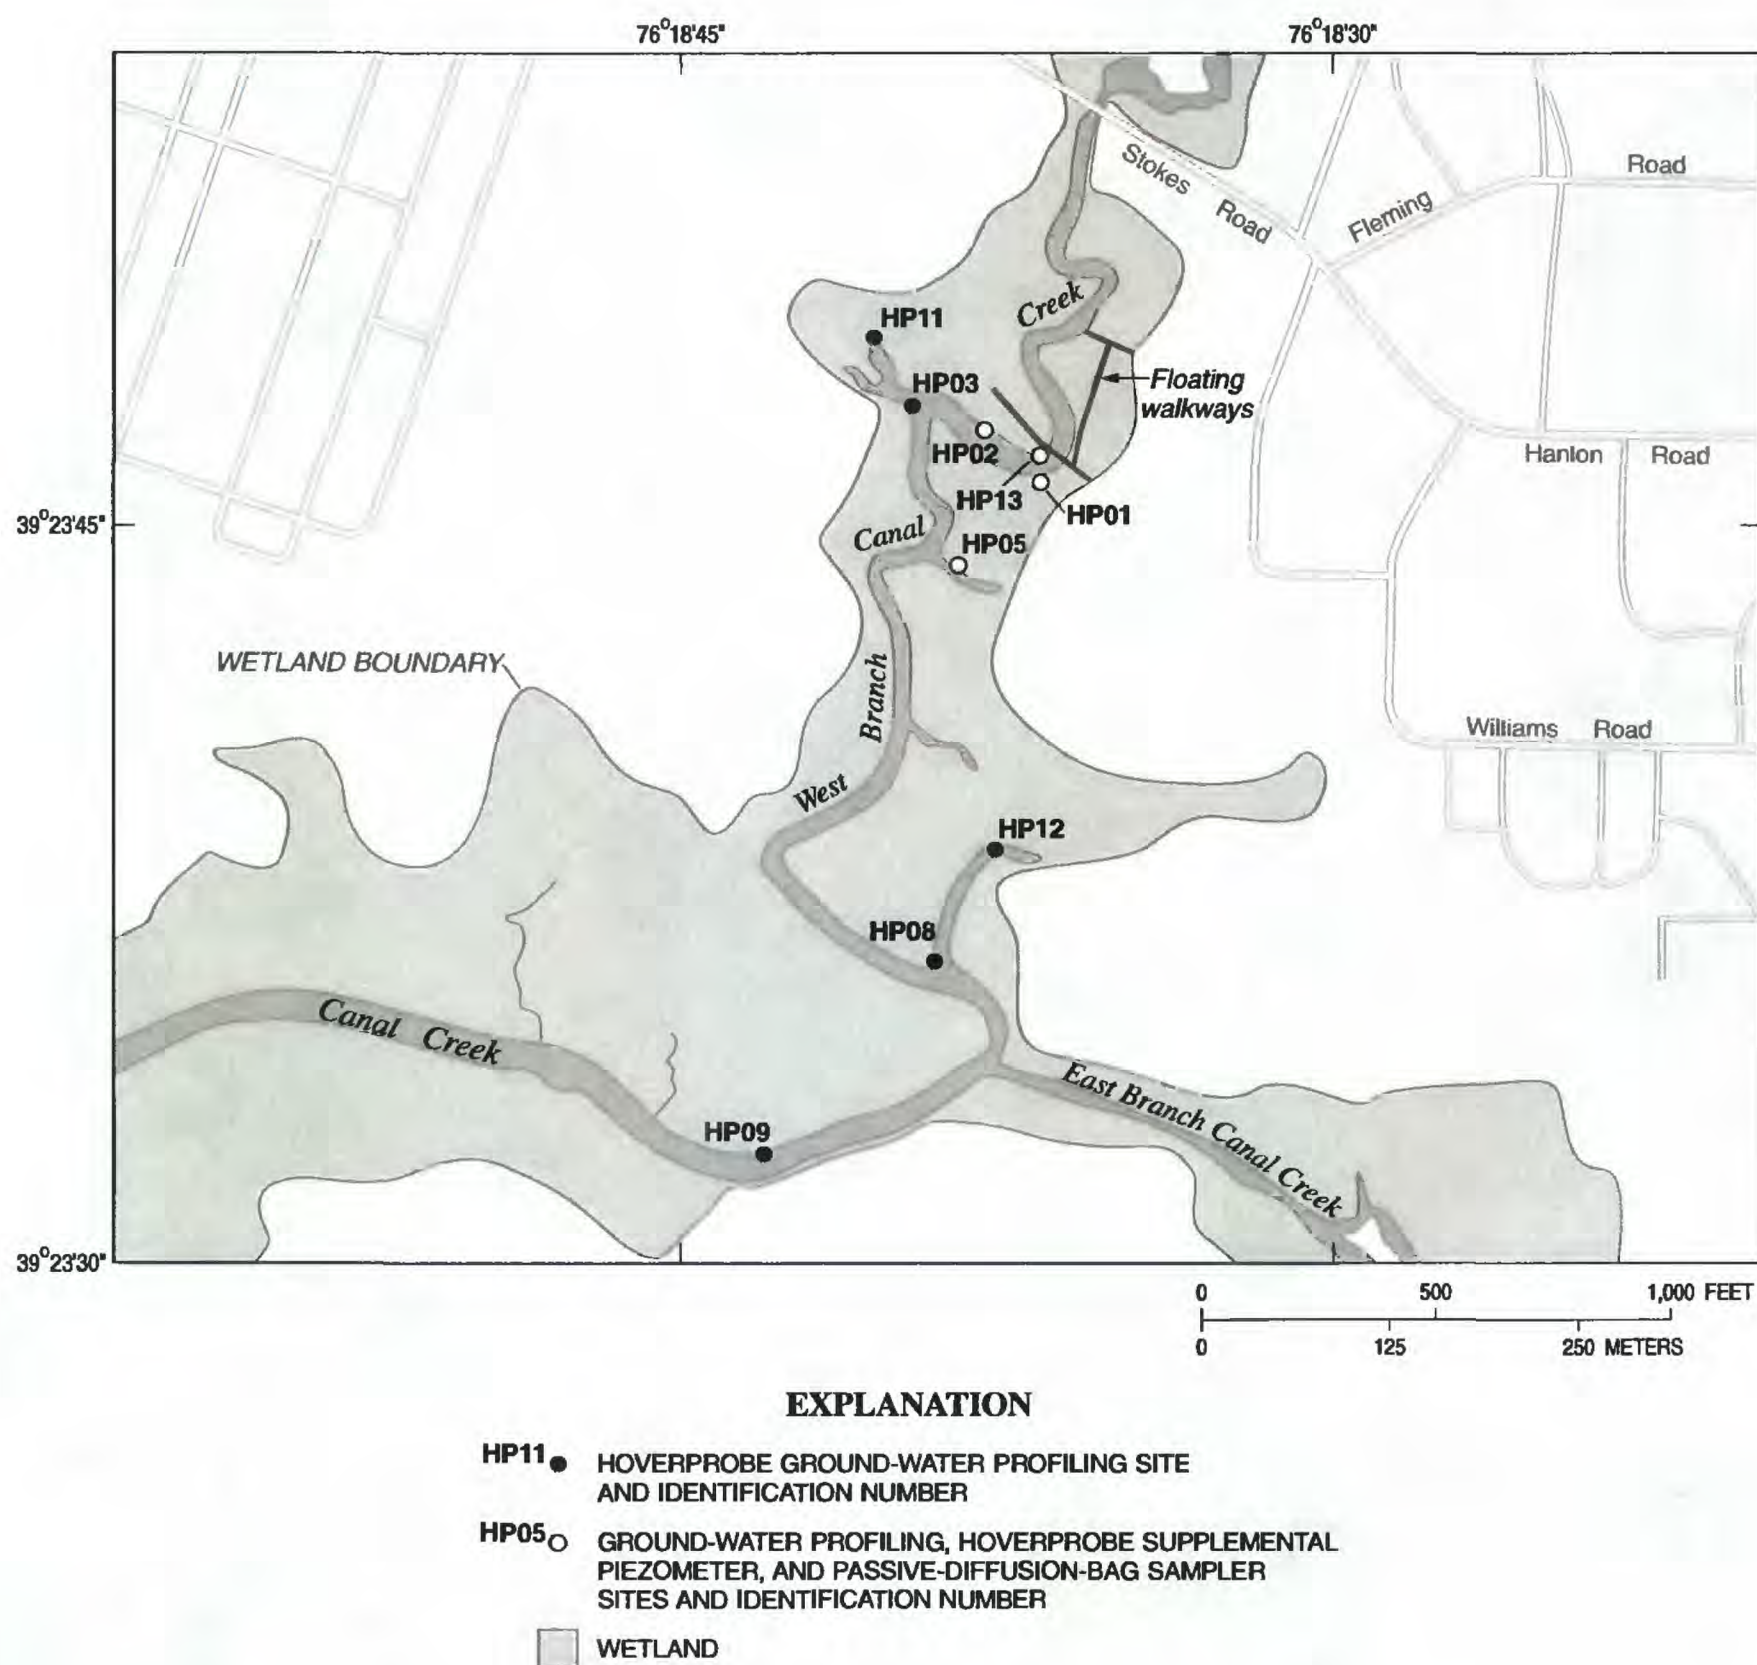 76°18'45"
76°18'30"
Stokes Road
Fleming Road
Creek
HP11
HP03
Floating
walkways
HP02
HP13
HP01
Hanlon Road
39°23'45"
Canal
HP05
WETLAND BOUNDARY
Branch
Williams Road
West
HP12
HP08
Canal Creek
East Branch Canal Creek
HP09
39°23'30"
0 500 1,000 FEET
0 125 250 METERS
EXPLANATION
HP11 HOVERPROBE GROUND-WATER PROFILING SITE
AND IDENTIFICATION NUMBER
HP05 GROUND-WATER PROFILING, HOVERPROBE SUPPLEMENTAL
PIEZOMETER, AND PASSIVE-DIFFUSION-BAG SAMPLER
SITES AND IDENTIFICATION NUMBER
WETLAND